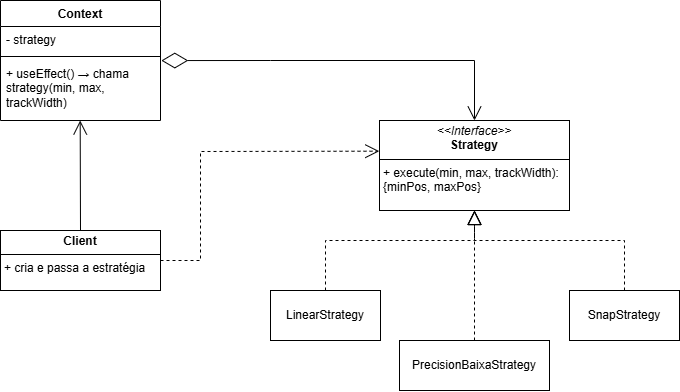 Context
- strategy
+ useEffect() → chama
strategy(min, max,
trackWidth)
<<Interface>>
Strategy
+ execute(min, max, trackWidth):
{minPos, maxPos}
Client
+ cria e passa a estratégia
LinearStrategy
SnapStrategy
PrecisionBaixaStrategy